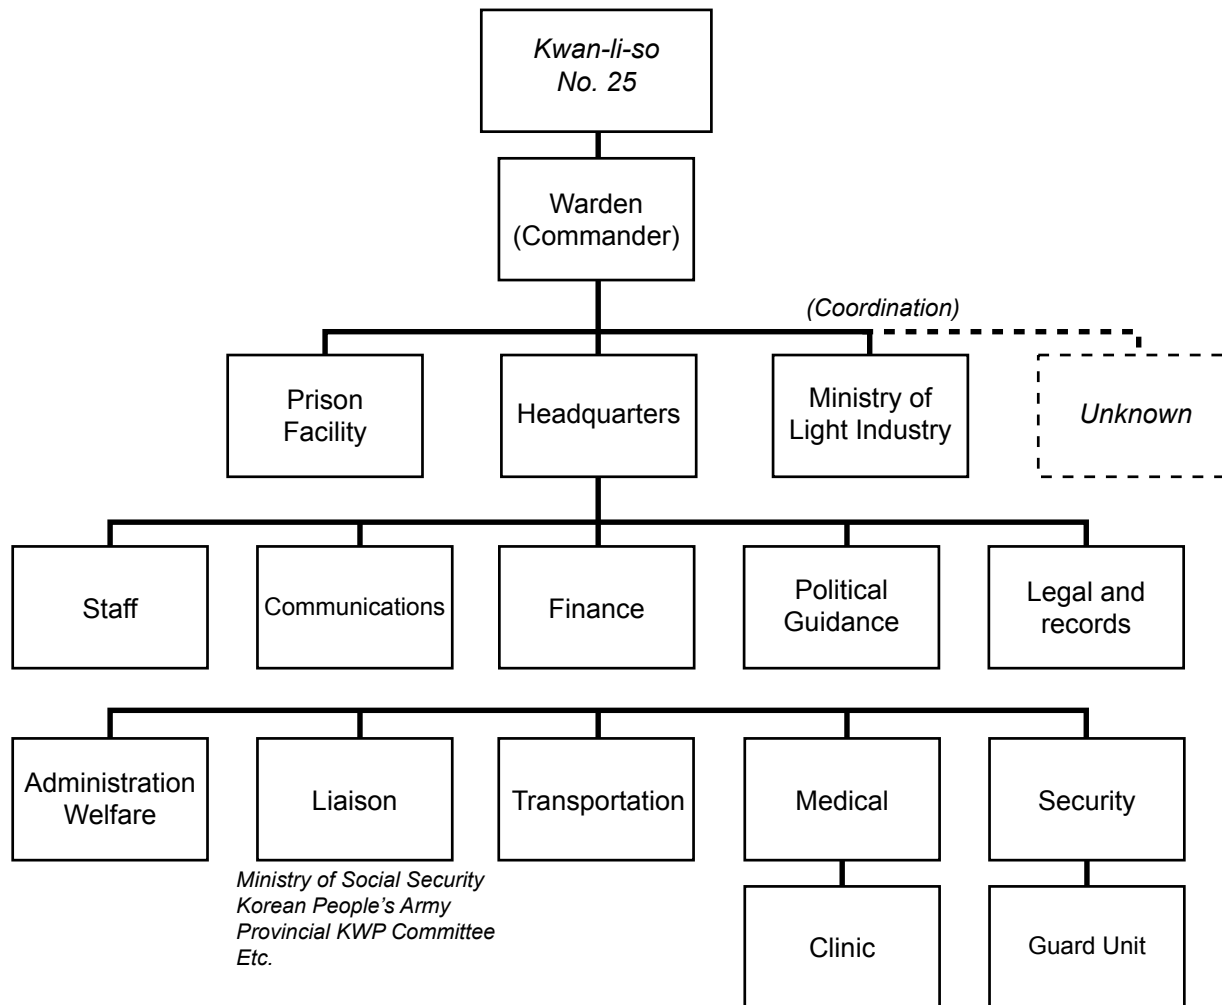 Kwan-li-so
No. 25
Warden
(Commander)
(Coordination)
Prison
Facility
Headquarters
Ministry of
Light Industry
Unknown
Staff
Communications
Finance
Political
Guidance
Legal and
records
Administration
Welfare
Liaison
Transportation
Medical
Security
Ministry of Social Security
Korean People’s Army
Provincial KWP Committee
Etc.
Clinic
Guard Unit